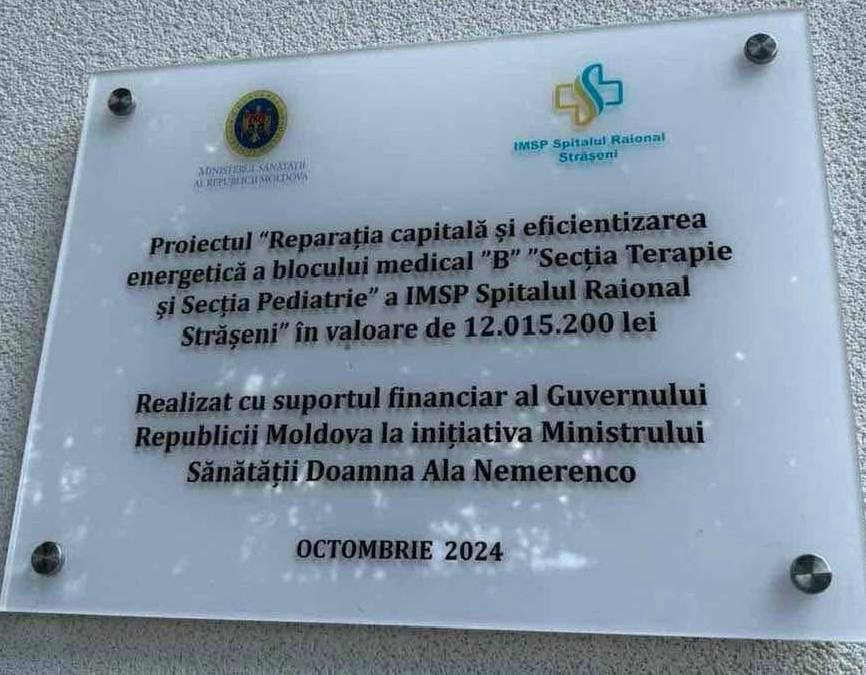 MINISTERUL SĂNĂTĂȚII
AL REPUBLICII MOLDOVA
IMSP Spitalul Raional
Strășeni
Proiectul "Reparația capitală și eficientizarea
energetică a blocului medical "B" "Secția Terapie
și Secția Pediatrie" a IMSP Spitalul Raional
Strășeni" în valoare de 12.015.200 lei
Realizat cu suportul financiar al Guvernului
Republicii Moldova la inițiativa Ministrului
Sănătății Doamna Ala Nemerenco
OCTOMBRIE 2024